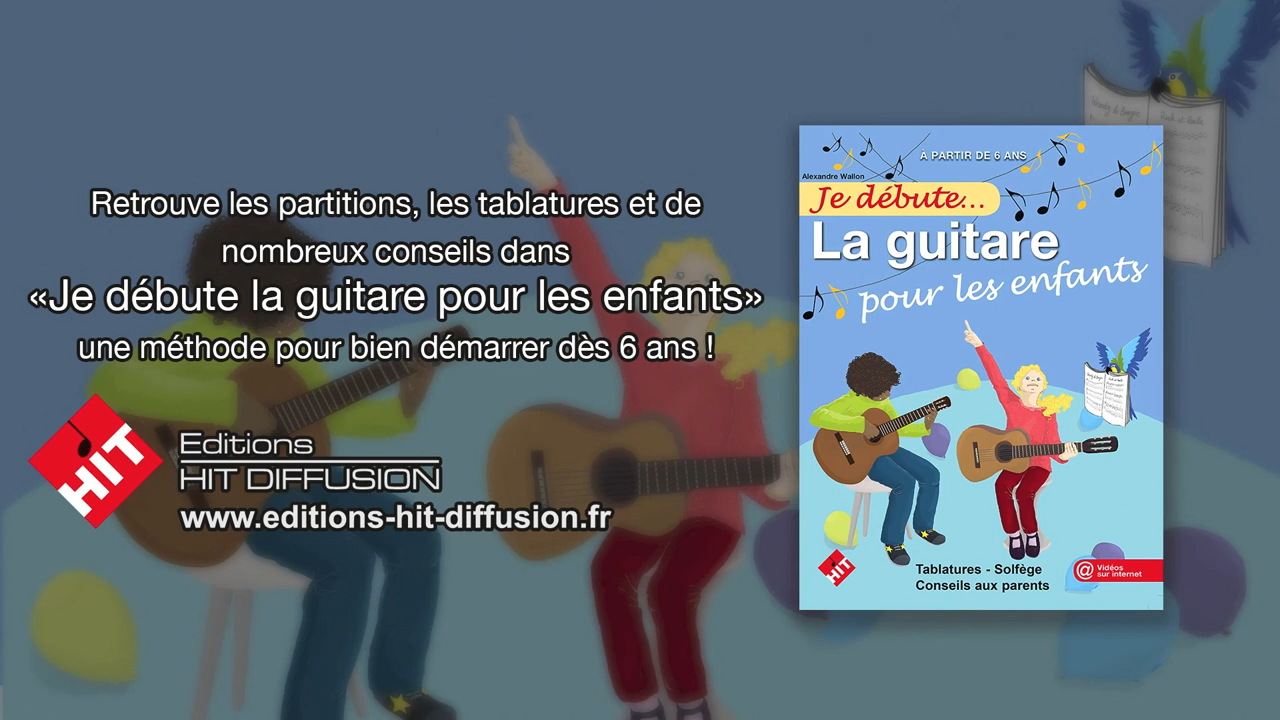 Retrouve les partitions, les tablatures et de
nombreux conseils dans
«Je débute la guitare pour les enfants»
une méthode pour bien démarrer dès 6 ans !
HIT
Editions
HIT DIFFUSION
www.editions-hit-diffusion.fr
À PARTIR DE 6 ANS
Alexandre Wallon
Je débute...
La guitare
pour les enfants
HIT
Tablatures - Solfège
Conseils aux parents
@ Vidéos
sur internet